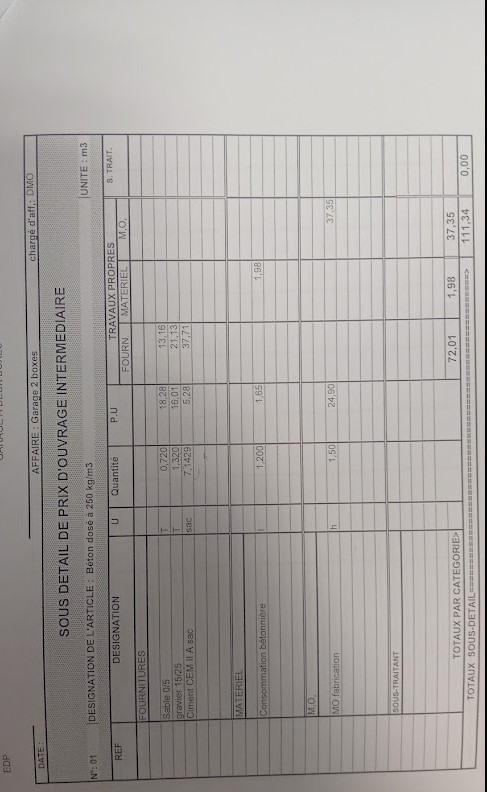 EDP
DATE : AFFAIRE : Garage 2 boxes chargé d'aff.: DMO
SOUS DETAIL DE PRIX D'OUVRAGE INTERMEDIAIRE
N°: 01 DESIGNATION DE L'ARTICLE : Béton dosé à 250 kg/m3 UNITE : m3
REF DESIGNATION U Quantité P.U TRAVAUX PROPRES S. TRAIT.
FOURN. MATERIEL M.O.
FOURNITURES
Sable 0/5 T 0,720 18,28 13,16
gravier 15/25 T 1,320 16,01 21,13
Ciment CEM II A sac sac 7,1429 5,28 37,71
MATERIEL
Consommation bétonnière l 1,200 1,65 1,98
M.O.
MO fabrication h 1,50 24,90 37,35
SOUS-TRAITANT
TOTAUX PAR CATEGORIE> 72,01 1,98 37,35
TOTAUX SOUS-DETAIL=====> 111,34 0,00